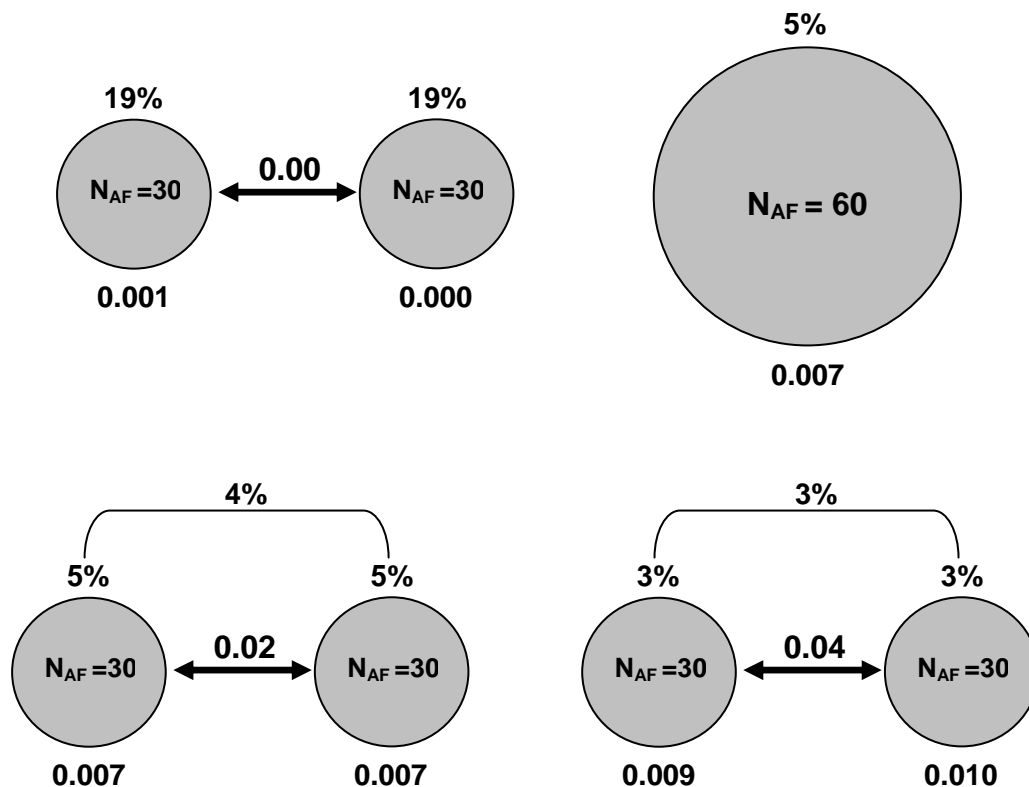 5%
19% 19%
0.00
N_AF =30 N_AF =30
N_AF = 60
0.001 0.000
0.007
4% 3%
5% 5% 3% 3%
0.02 0.04
N_AF =30 N_AF =30 N_AF =30 N_AF =30
0.007 0.007 0.009 0.010